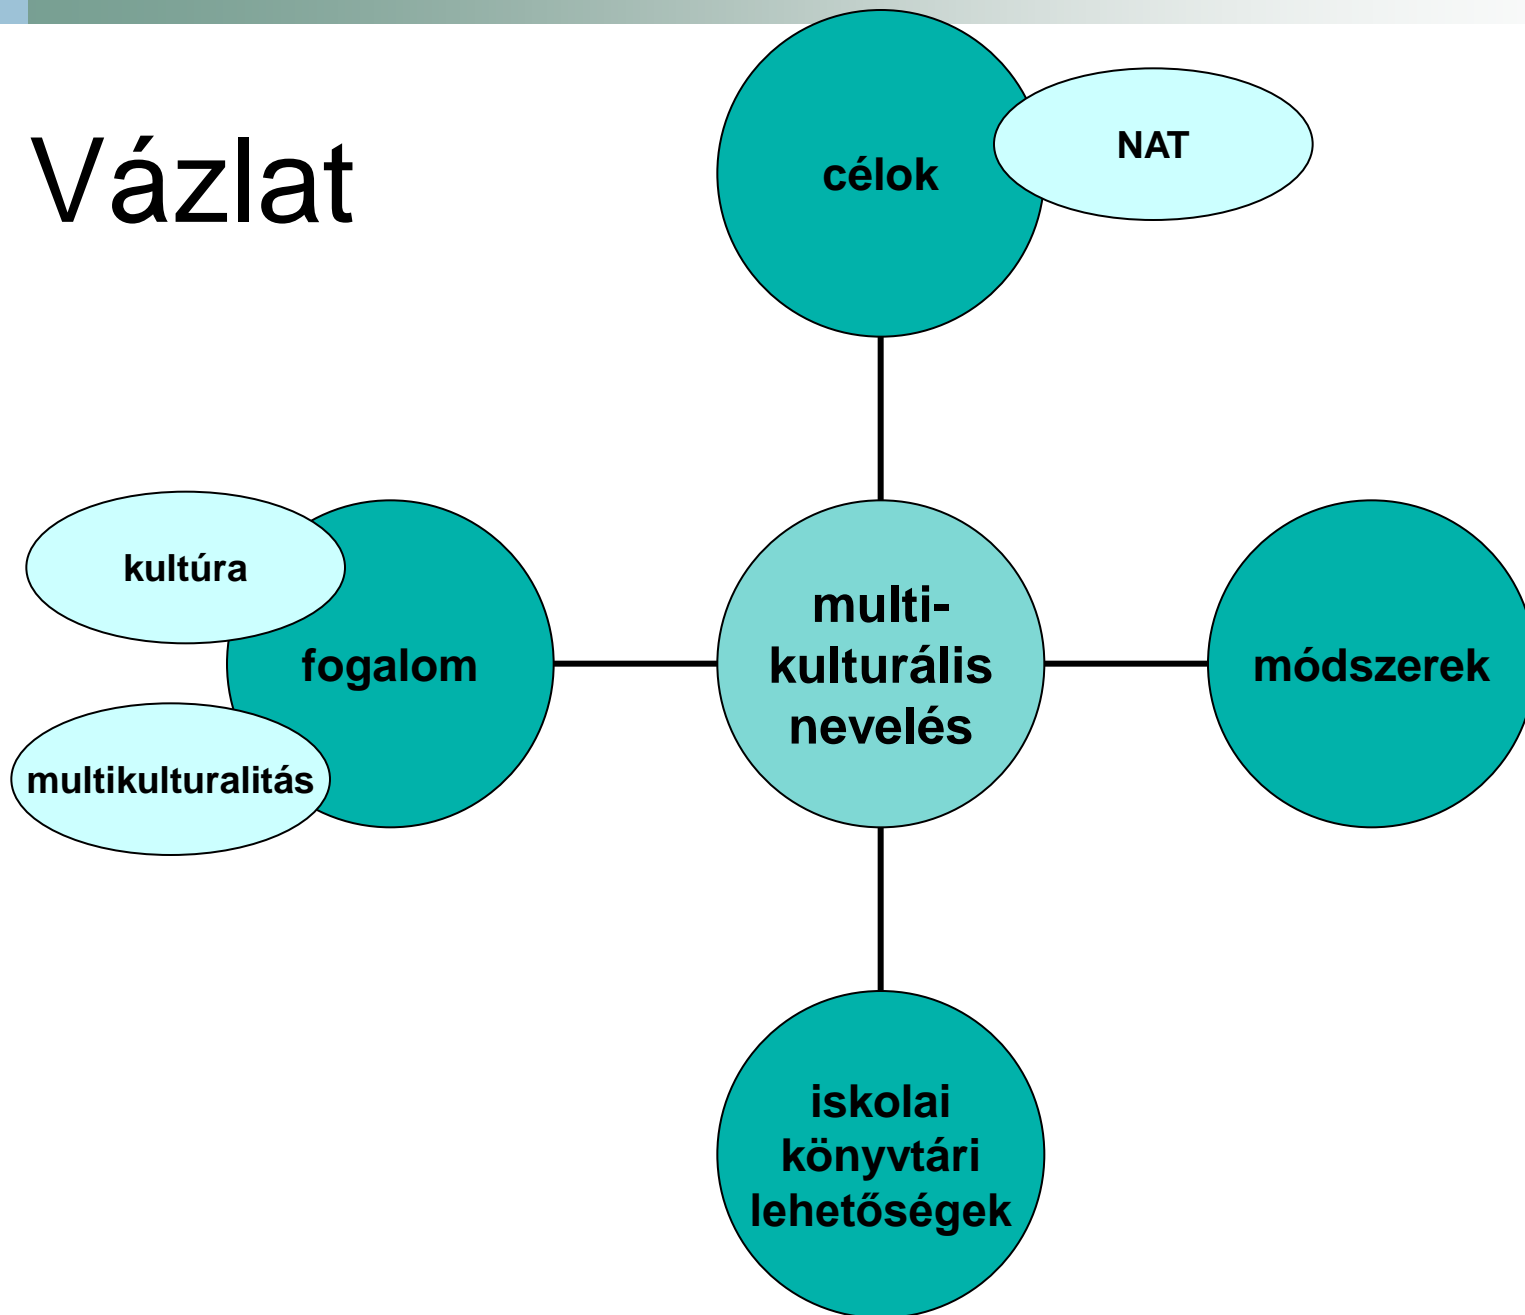 Vázlat
célok
NAT
kultúra
fogalom
multikulturalitás
multi-
kulturális
nevelés
módszerek
iskolai
könyvtári
lehetőségek